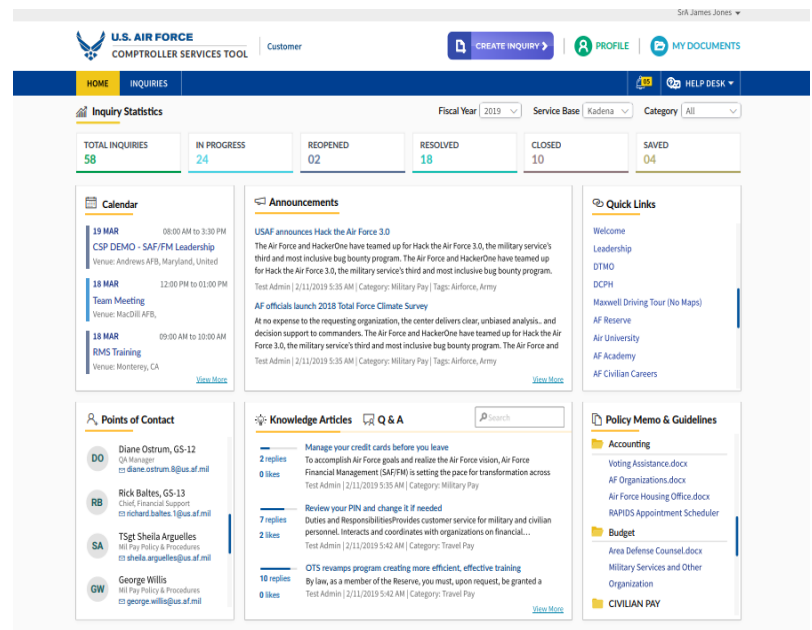 SrA James Jones
U.S. AIR FORCE
COMPTROLLER SERVICES TOOL
Customer
CREATE INQUIRY
PROFILE
MY DOCUMENTS
HOME
INQUIRIES
05
HELP DESK
Inquiry Statistics
Fiscal Year 2019
Service Base Kadena
Category All
TOTAL INQUIRIES
58
IN PROGRESS
24
REOPENED
02
RESOLVED
18
CLOSED
10
SAVED
04
Calendar
19 MAR 08:00 AM to 3:30 PM
CSP DEMO - SAF/FM Leadership
Venue: Andrews AFB, Maryland, United
18 MAR 12:00 PM to 01:00 PM
Team Meeting
Venue: MacDill AFB,
18 MAR 09:00 AM to 10:00 AM
RMS Training
Venue: Monterey, CA
View More
Announcements
USAF announces Hack the Air Force 3.0
The Air Force and HackerOne have teamed up for Hack the Air Force 3.0, the military service's
third and most inclusive bug bounty program. The Air Force and HackerOne have teamed up
for Hack the Air Force 3.0, the military service's third and most inclusive bug bounty program.
Test Admin | 2/11/2019 5:35 AM | Category: Military Pay | Tags: Airforce, Army
AF officials launch 2018 Total Force Climate Survey
At no expense to the requesting organization, the center delivers clear, unbiased analysis.. and
decision support to commanders. The Air Force and HackerOne have teamed up for Hack the Air
Force 3.0, the military service's third and most inclusive bug bounty program. The Air Force and
Test Admin | 2/11/2019 5:35 AM | Category: Military Pay | Tags: Airforce, Army
View More
Quick Links
Welcome
Leadership
DTMO
DCPH
Maxwell Driving Tour (No Maps)
AF Reserve
Air University
AF Academy
AF Civilian Careers
Points of Contact
DO
Diane Ostrum, GS-12
QA Manager
diane.ostrum.8@us.af.mil
RB
Rick Baltes, GS-13
Chief, Financial Support
richard.baltes.1@us.af.mil
SA
TSgt Sheila Arguelles
Mil Pay Policy & Procedures
sheila.arguelles@us.af.mil
GW
George Willis
Mil Pay Policy & Procedures
george.willis@us.af.mil
Knowledge Articles
Q & A
Search
2 replies
0 likes
Manage your credit cards before you leave
To accomplish Air Force goals and realize the Air Force vision, Air Force
Financial Management (SAF/FM) is setting the pace for transformation across
Test Admin | 2/11/2019 5:35 AM | Category: Military Pay
7 replies
2 likes
Review your PIN and change it if needed
Duties and ResponsibilitiesProvides customer service for military and civilian
personnel. Interacts and coordinates with organizations on financial...
Test Admin | 2/11/2019 5:42 AM | Category: Travel Pay
10 replies
0 likes
OTS revamps program creating more efficient, effective training
By law, as a member of the Reserve, you must, upon request, be granted a
Test Admin | 2/11/2019 5:42 AM | Category: Travel Pay
View More
Policy Memo & Guidelines
Accounting
Voting Assistance.docx
AF Organizations.docx
Air Force Housing Office.docx
RAPIDS Appointment Scheduler
Budget
Area Defense Counsel.docx
Military Services and Other
Organization
CIVILIAN PAY